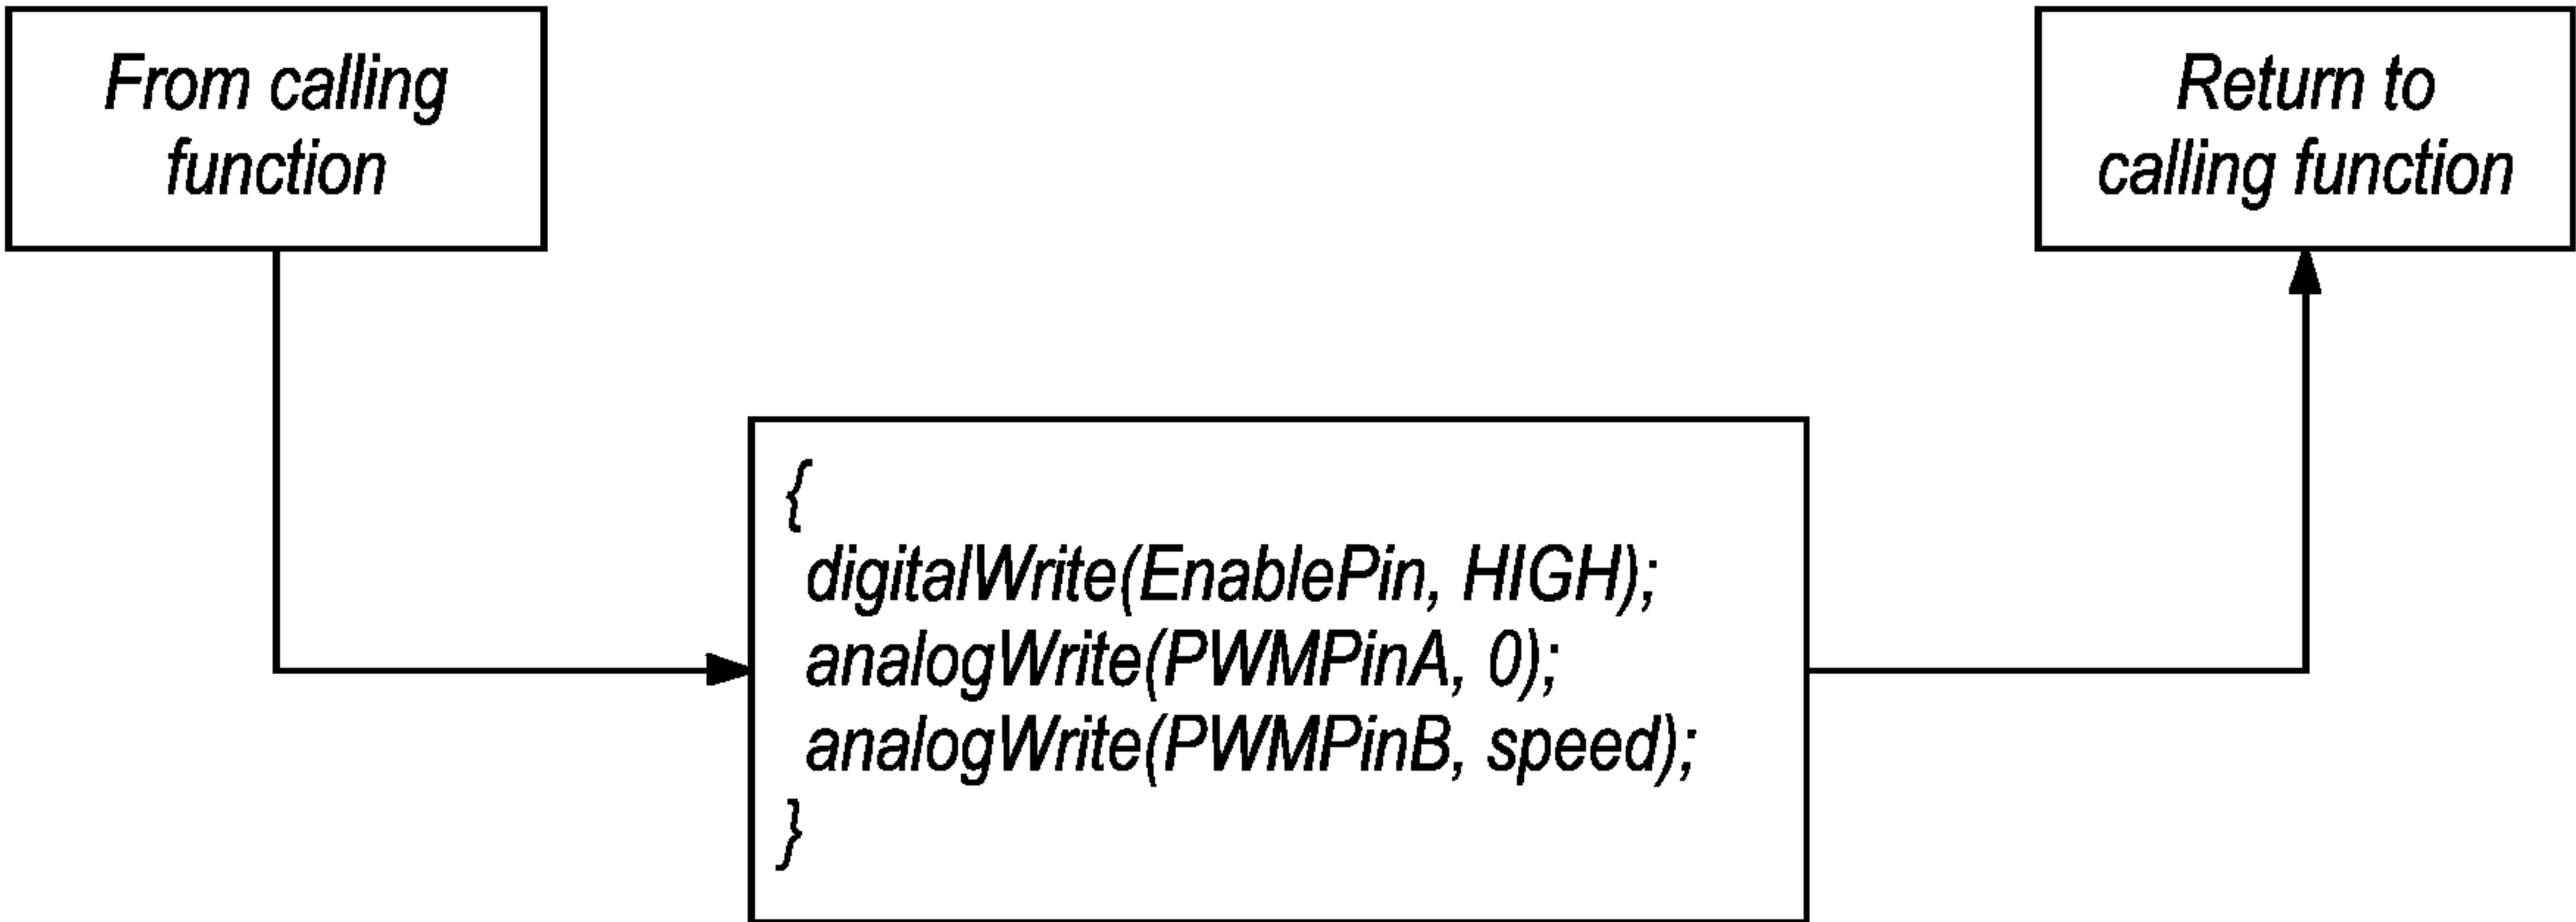 From calling
function
Return to
calling function
{
digitalWrite(EnablePin, HIGH);
analogWrite(PWMPinA, 0);
analogWrite(PWMPinB, speed);
}